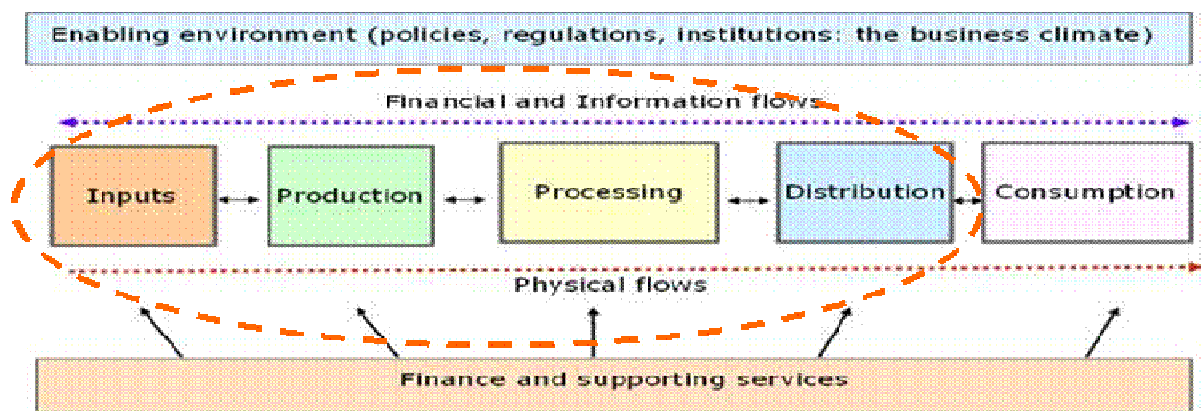 Enabling environment (policies, regulations, institutions: the business climate)
Financial and Information flows
Inputs
Production
Processing
Distribution
Consumption
Physical flows
Finance and supporting services